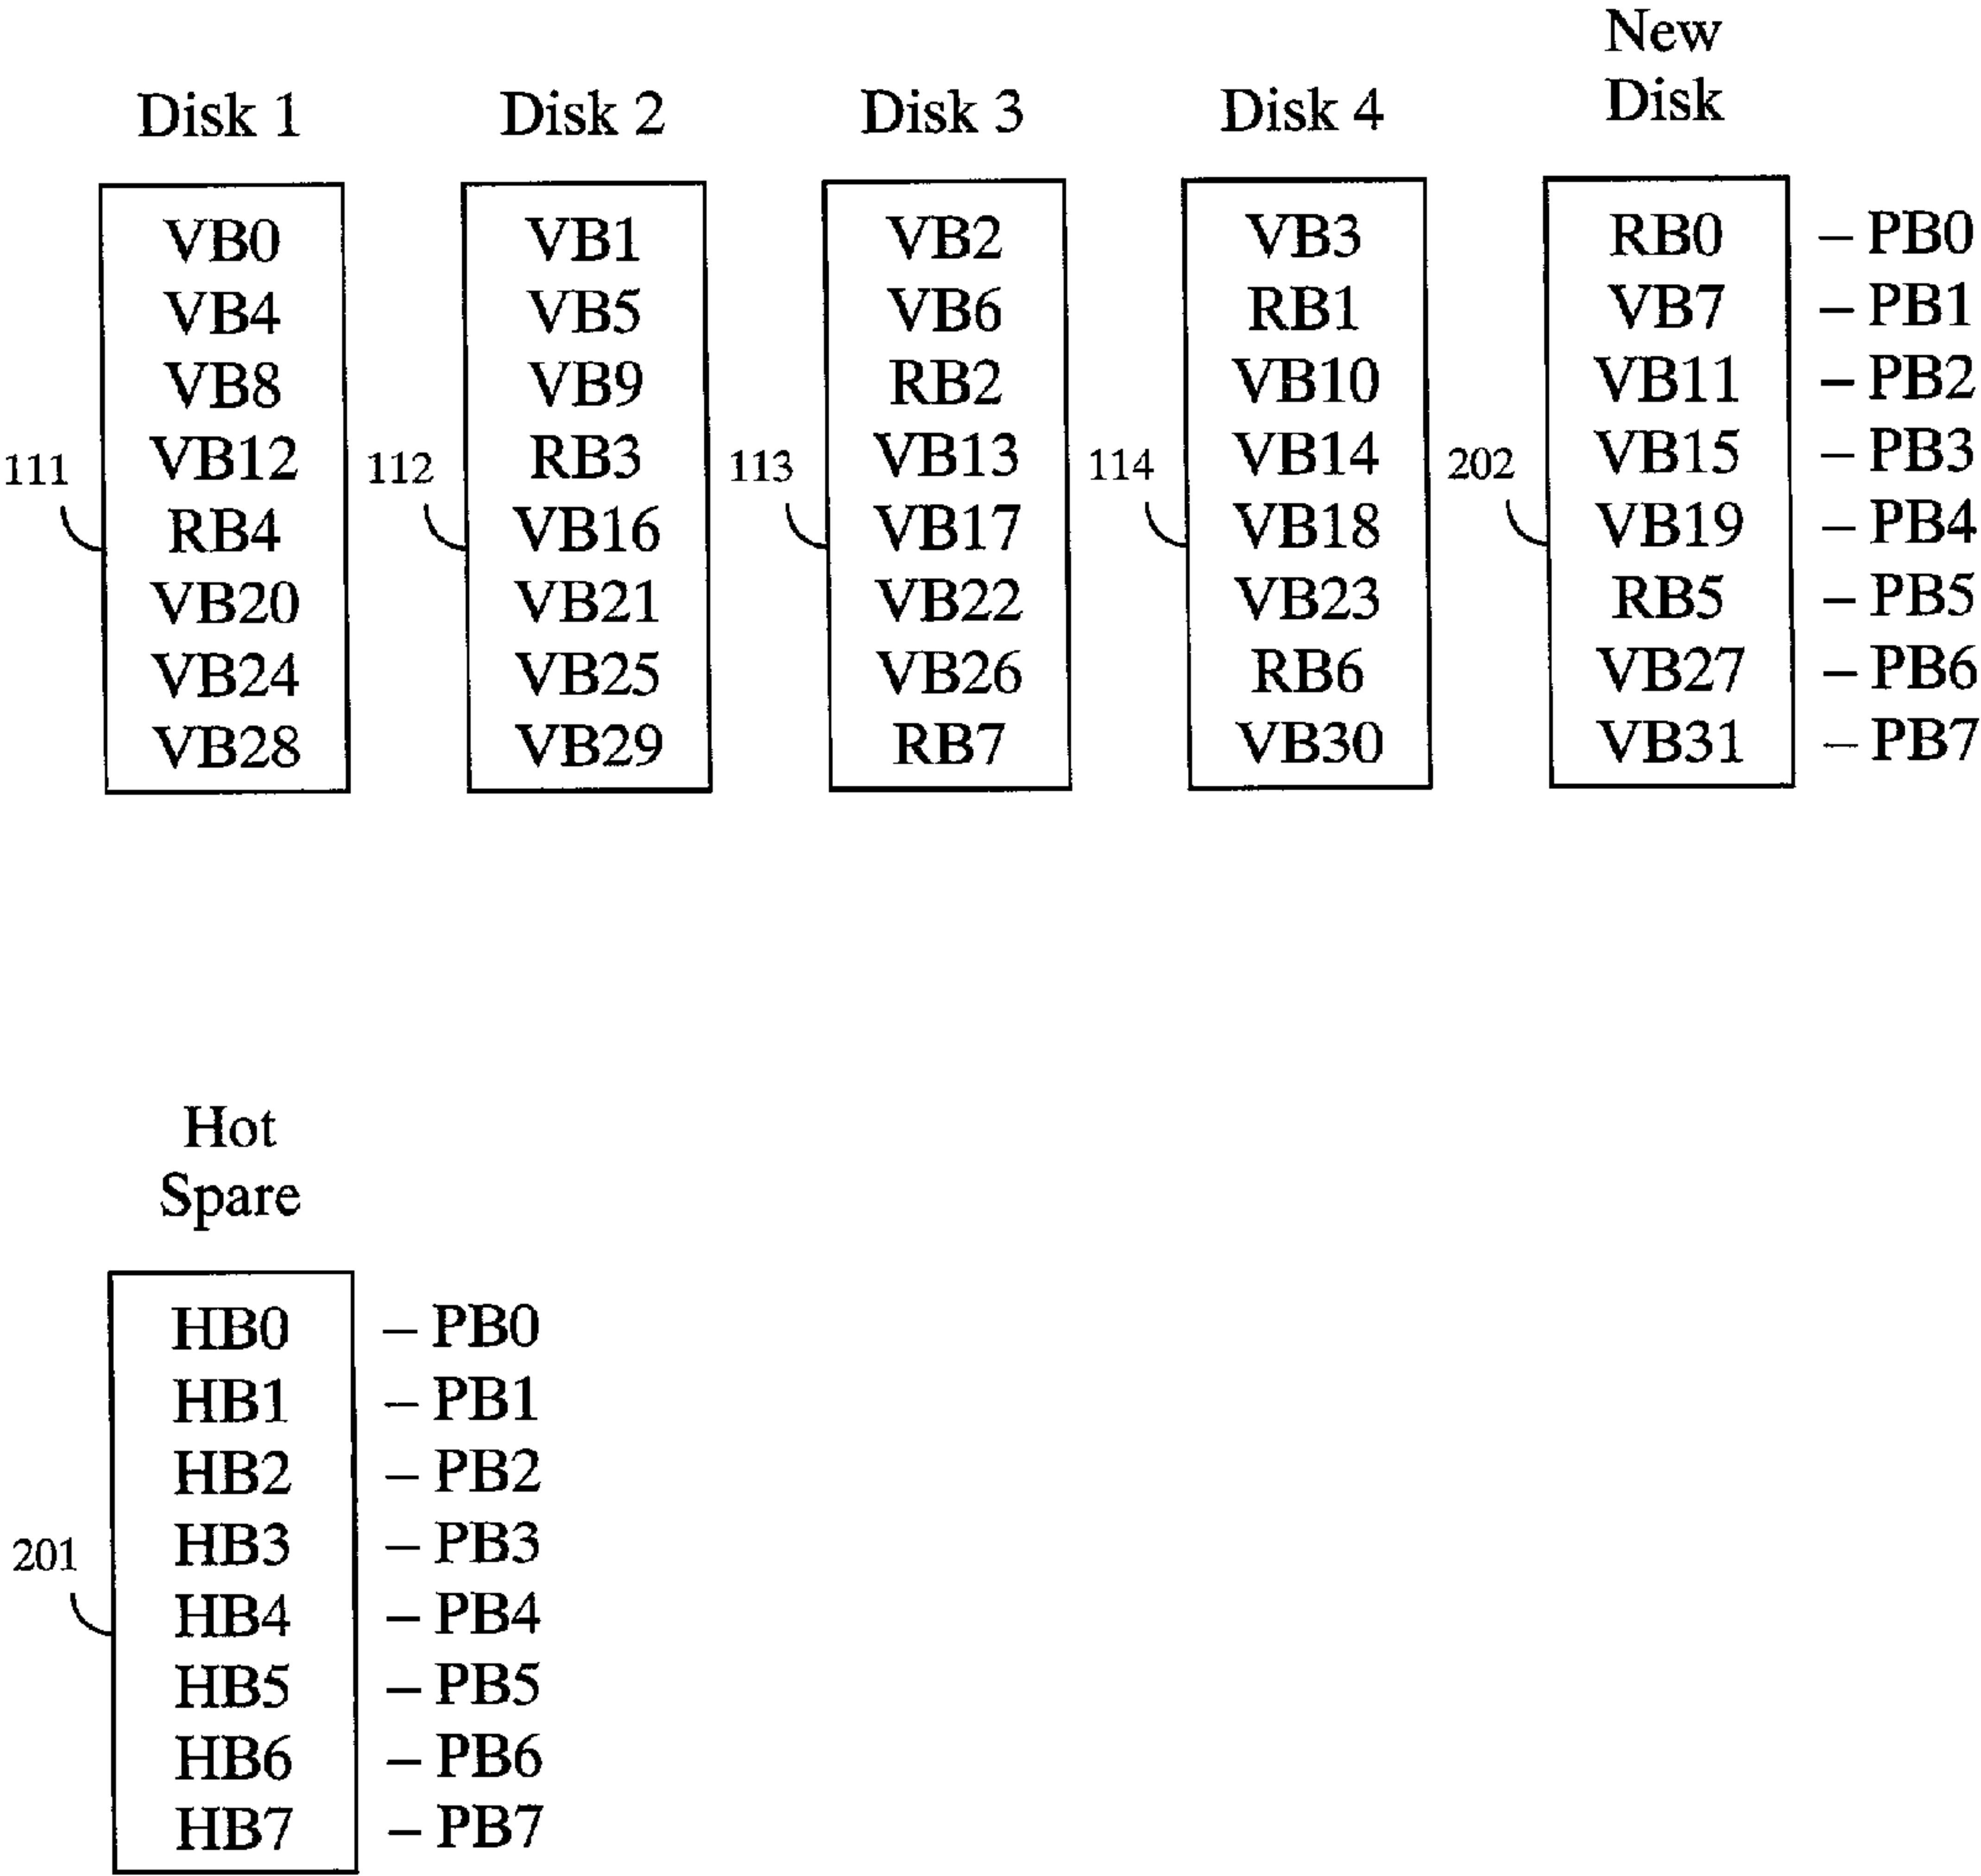 New
Disk 1 Disk 2 Disk 3 Disk 4 Disk
VB0 VB1 VB2 VB3 RB0 – PB0
VB4 VB5 VB6 RB1 VB7 – PB1
VB8 VB9 RB2 VB10 VB11 – PB2
111 VB12 112 RB3 113 VB13 114 VB14 202 VB15 – PB3
RB4 VB16 VB17 VB18 VB19 – PB4
VB20 VB21 VB22 VB23 RB5 – PB5
VB24 VB25 VB26 RB6 VB27 – PB6
VB28 VB29 RB7 VB30 VB31 – PB7
Hot
Spare
HB0 – PB0
HB1 – PB1
HB2 – PB2
201 HB3 – PB3
HB4 – PB4
HB5 – PB5
HB6 – PB6
HB7 – PB7